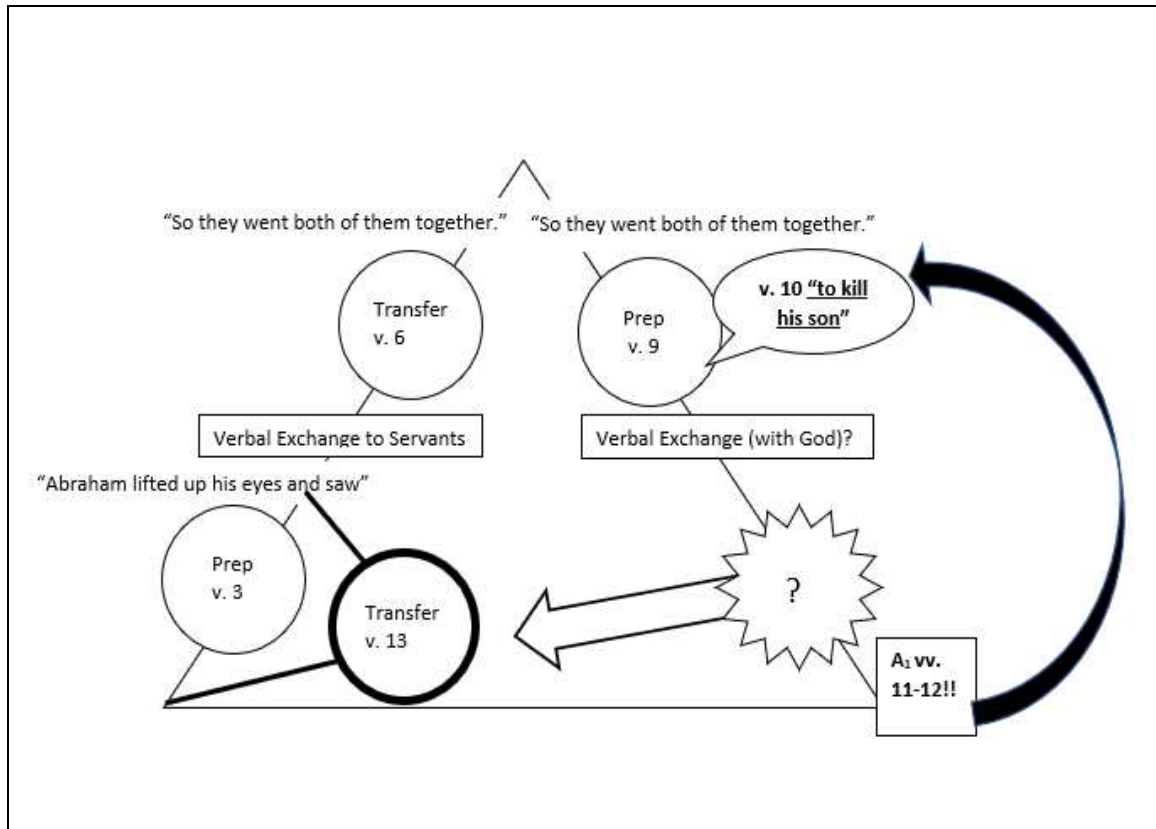 “So they went both of them together.”
“So they went both of them together.”
Transfer
v. 6
Prep
v. 9
v. 10 “to kill
his son”
Verbal Exchange to Servants
Verbal Exchange (with God)?
“Abraham lifted up his eyes and saw”
Prep
v. 3
Transfer
v. 13
?
A₁ vv.
11-12!!